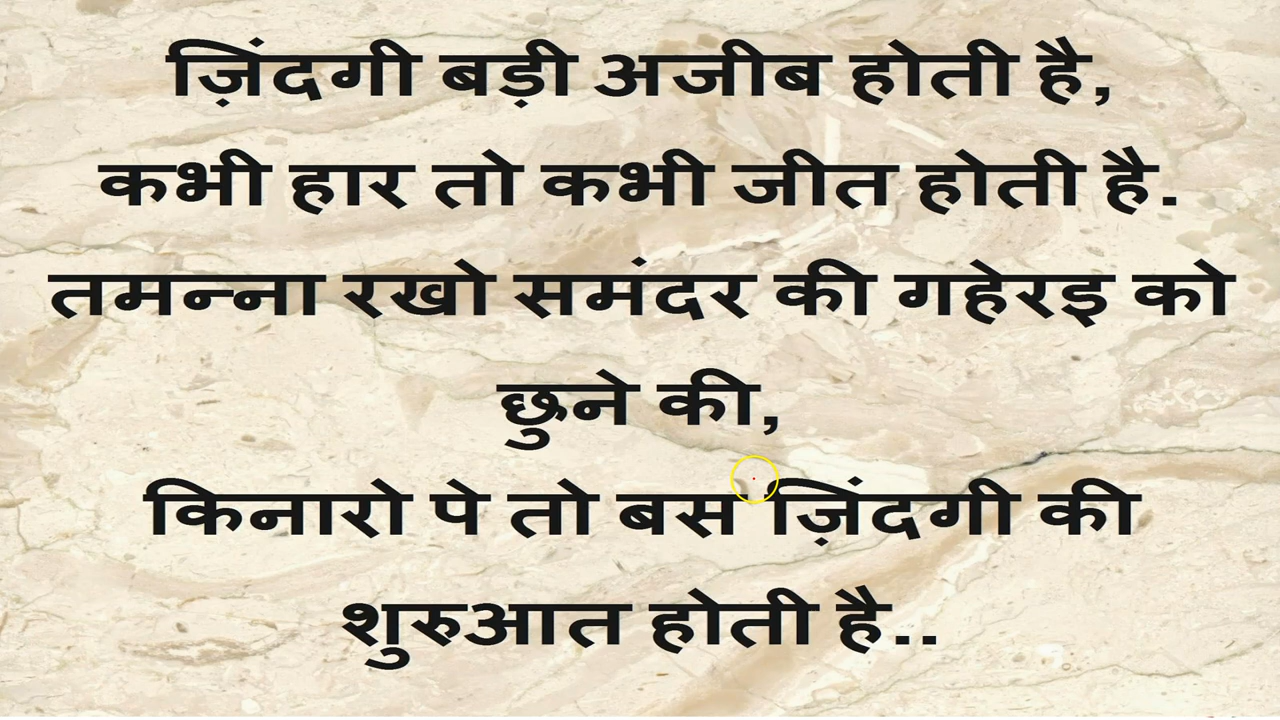 ज़िंदगी बड़ी अजीब होती है,
कभी हार तो कभी जीत होती है.
तमन्ना रखो समंदर की गहेरइ को
छुने की,
किनारो पे तो बस ज़िंदगी की
शुरुआत होती है..